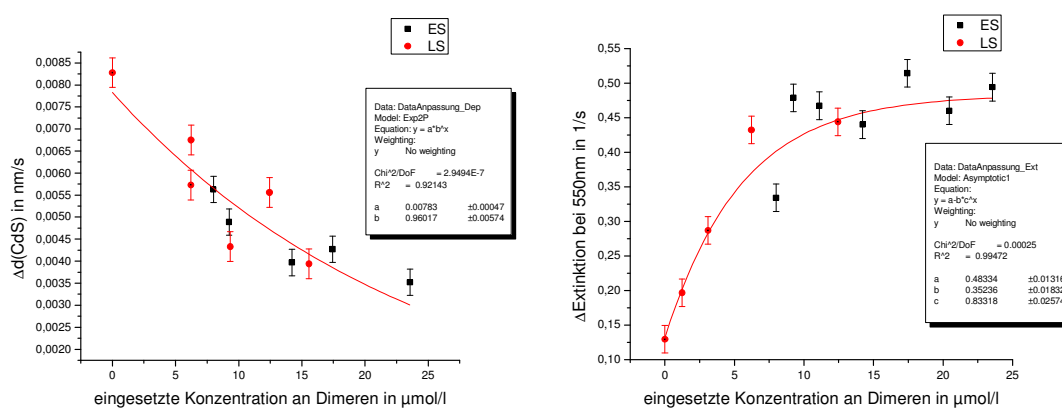 ES
LS
Δd(CdS) in nm/s
0,0085
0,0080
0,0075
0,0070
0,0065
0,0060
0,0055
0,0050
0,0045
0,0040
0,0035
0,0030
0,0025
0,0020
Data: DataAnpassung_Dep
Model: Exp2P
Equation: y = a*b^x
Weighting:
y No weighting
Chi^2/DoF = 2.9494E-7
R^2 = 0.92143
a 0.00783 ±0.00047
b 0.96017 ±0.00574
0 5 10 15 20 25
eingesetzte Konzentration an Dimeren in µmol/l
ES
LS
ΔExtinktion bei 550nm in 1/s
0,55
0,50
0,45
0,40
0,35
0,30
0,25
0,20
0,15
0,10
Data: DataAnpassung_Ext
Model: Asymptotic1
Equation:
y = a-b*c^x
Weighting:
y No weighting
Chi^2/DoF = 0.00025
R^2 = 0.99472
a 0.48334 ±0.01316
b 0.35236 ±0.01832
c 0.83318 ±0.02574
0 5 10 15 20 25
eingesetzte Konzentration an Dimeren in µmol/l